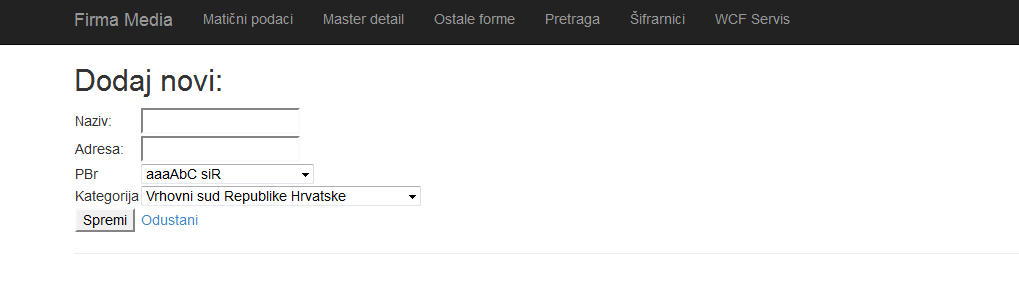 Firma Media Matični podaci Master detail Ostale forme Pretraga Šifrarnici WCF Servis
Dodaj novi:
Naziv:
Adresa:
PBr aaaAbC siR
Kategorija Vrhovni sud Republike Hrvatske
Spremi Odustani